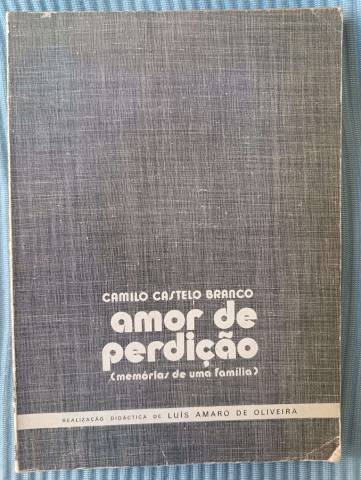 CAMILO CASTELO BRANCO
amor de
perdição
(memórias de uma família)
REALIZAÇÃO DIDÁCTICA DE LUÍS AMARO DE OLIVEIRA